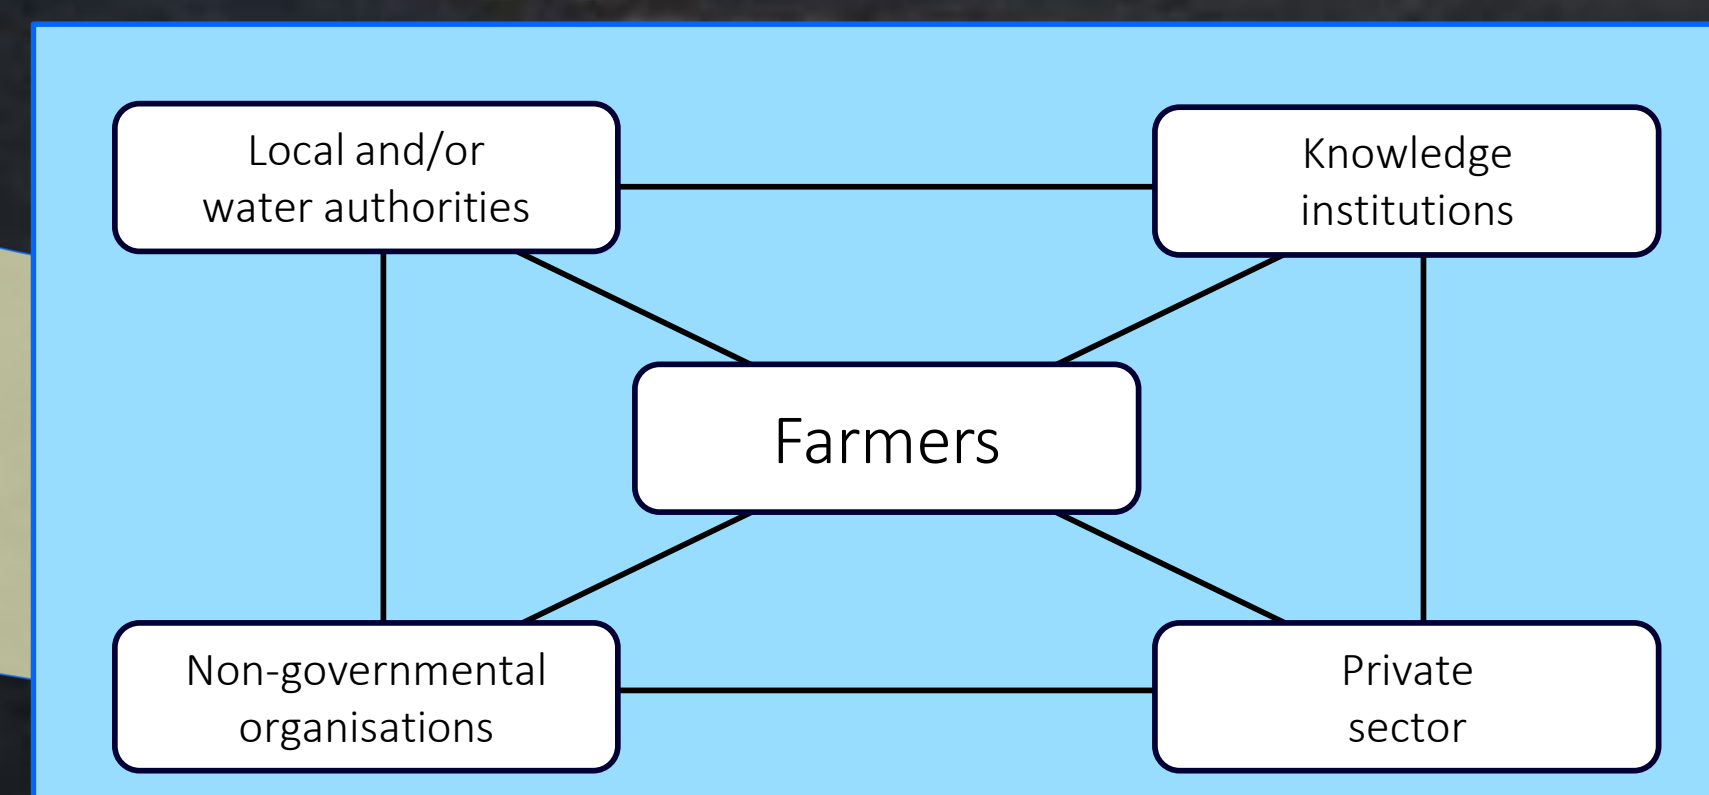 Local and/or
water authorities
Knowledge
institutions
Farmers
Non-governmental
organisations
Private
sector